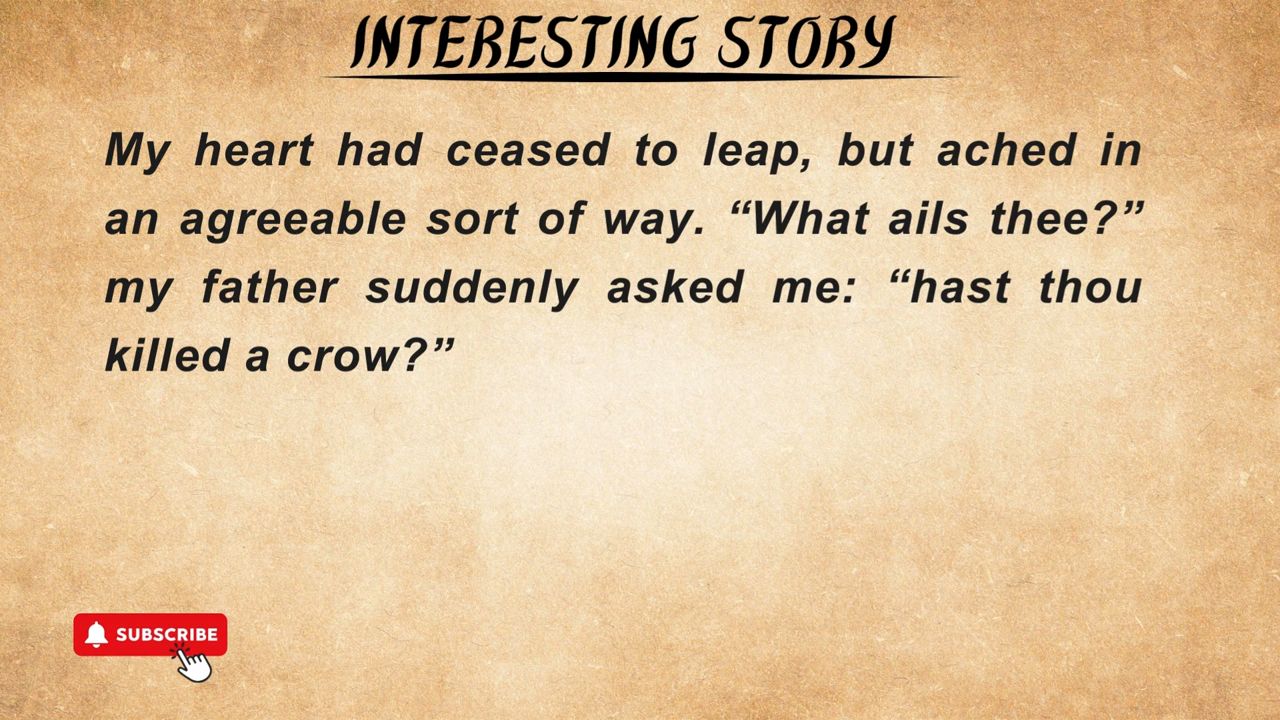 INTERESTING STORY
My heart had ceased to leap, but ached in
an agreeable sort of way. “What ails thee?”
my father suddenly asked me: “hast thou
killed a crow?”
SUBSCRIBE